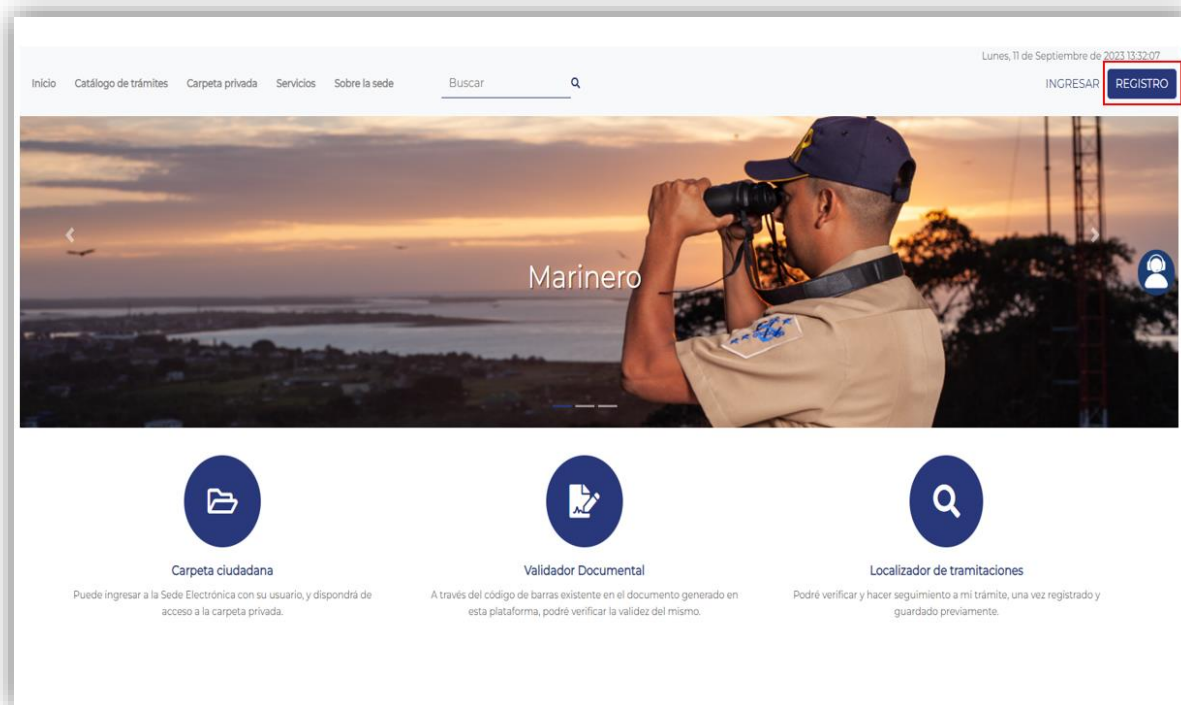 Lunes, 11 de Septiembre de 2023 13:32:07
Inicio Catálogo de trámites Carpeta privada Servicios Sobre la sede Buscar INGRESAR REGISTRO
Marinero
Carpeta ciudadana
Puede ingresar a la Sede Electrónica con su usuario, y dispondrá de
acceso a la carpeta privada.
Validador Documental
A través del código de barras existente en el documento generado en
esta plataforma, podré verificar la validez del mismo.
Localizador de tramitaciones
Podré verificar y hacer seguimiento a mi trámite, una vez registrado y
guardado previamente.